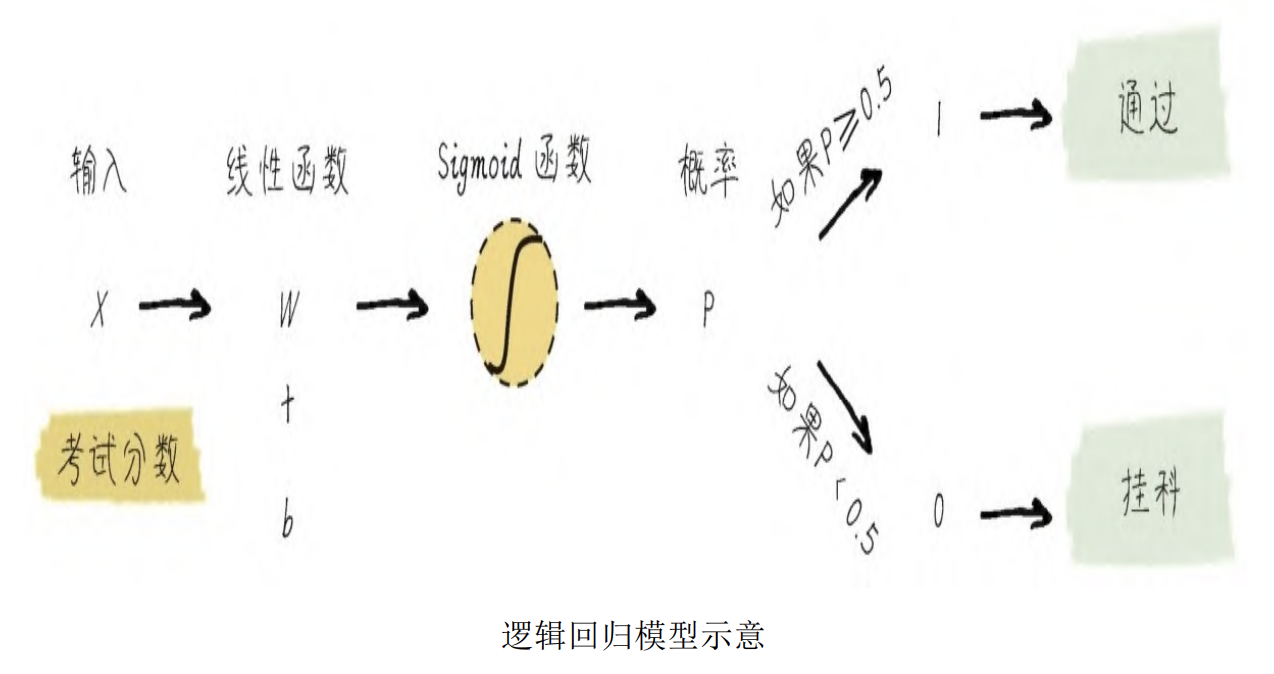 输入
线性函数
Sigmoid 函数
概率
如果P≥0.5
1
通过
X
W
P
+
b
考试分数
如果P<0.5
0
挂科
逻辑回归模型示意